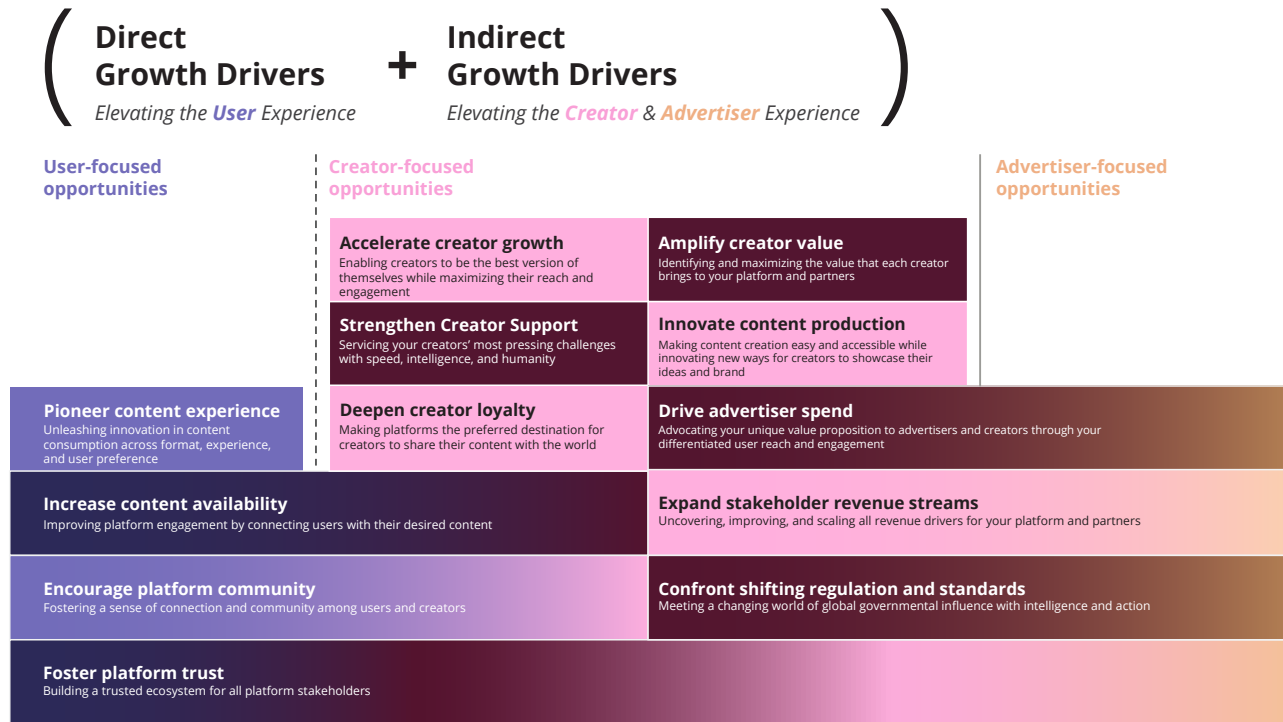 Direct
Growth Drivers
Elevating the User Experience
+
Indirect
Growth Drivers
Elevating the Creator & Advertiser Experience
User-focused
opportunities
Creator-focused
opportunities
Advertiser-focused
opportunities
Accelerate creator growth
Enabling creators to be the best version of
themselves while maximizing their reach and
engagement
Amplify creator value
Identifying and maximizing the value that each creator
brings to your platform and partners
Strengthen Creator Support
Servicing your creators’ most pressing challenges
with speed, intelligence, and humanity
Innovate content production
Making content creation easy and accessible while
innovating new ways for creators to showcase their
ideas and brand
Pioneer content experience
Unleashing innovation in content
consumption across format, experience,
and user preference
Deepen creator loyalty
Making platforms the preferred destination for
creators to share their content with the world
Drive advertiser spend
Advocating your unique value proposition to advertisers and creators through your
differentiated user reach and engagement
Increase content availability
Improving platform engagement by connecting users with their desired content
Expand stakeholder revenue streams
Uncovering, improving, and scaling all revenue drivers for your platform and partners
Encourage platform community
Fostering a sense of connection and community among users and creators
Confront shifting regulation and standards
Meeting a changing world of global governmental influence with intelligence and action
Foster platform trust
Building a trusted ecosystem for all platform stakeholders